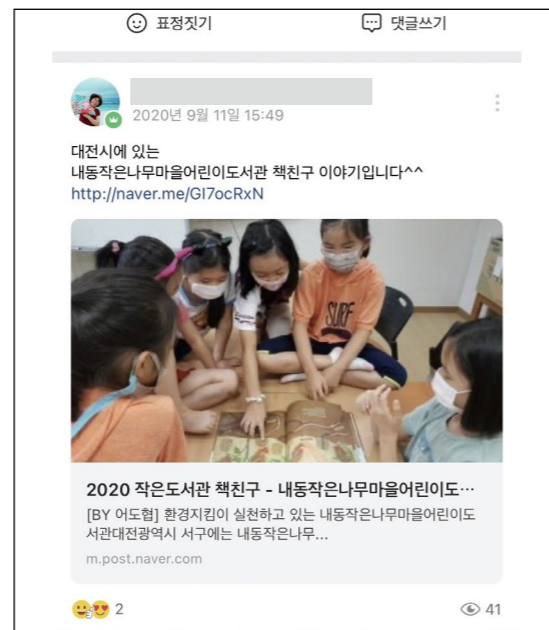 표정짓기
댓글쓰기
2020년 9월 11일 15:49
대전시에 있는
내동작은나무마을어린이도서관 책친구 이야기입니다^^
http://naver.me/Gl7ocRxN
SURF
2020 작은도서관 책친구 - 내동작은나무마을어린이도…
[BY 어도협] 환경지킴이 실천하고 있는 내동작은나무마을어린이도
서관대전광역시 서구에는 내동작은나무...
m.post.naver.com
2
41